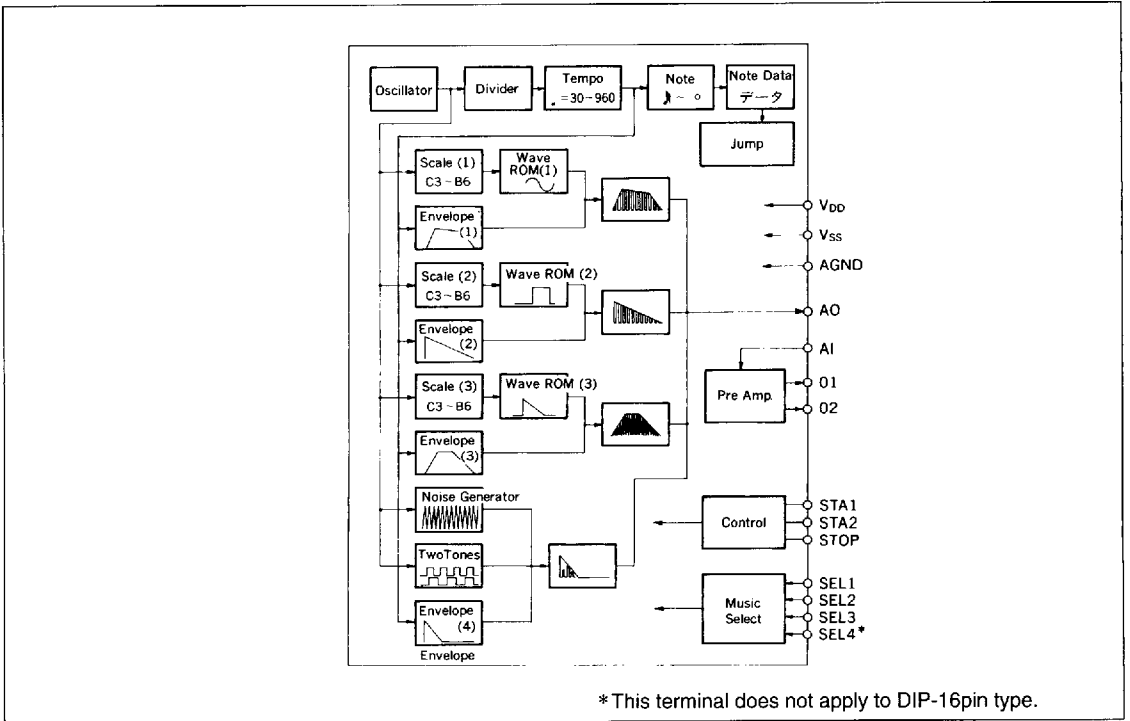 Oscillator
Divider
Tempo
♩=30~960
Note
♪ ~ o
Note Data
データ
Jump
Scale (1)
C3~B6
Wave
ROM(1)
Envelope
(1)
Scale (2)
C3~B6
Wave ROM (2)
Envelope
(2)
Scale (3)
C3~B6
Wave ROM (3)
Envelope
(3)
Noise Generator
TwoTones
Envelope
(4)
Envelope
VDD
VSS
AGND
AO
AI
Pre Amp.
01
02
Control
STA1
STA2
STOP
Music
Select
SEL1
SEL2
SEL3
SEL4*
*This terminal does not apply to DIP-16pin type.